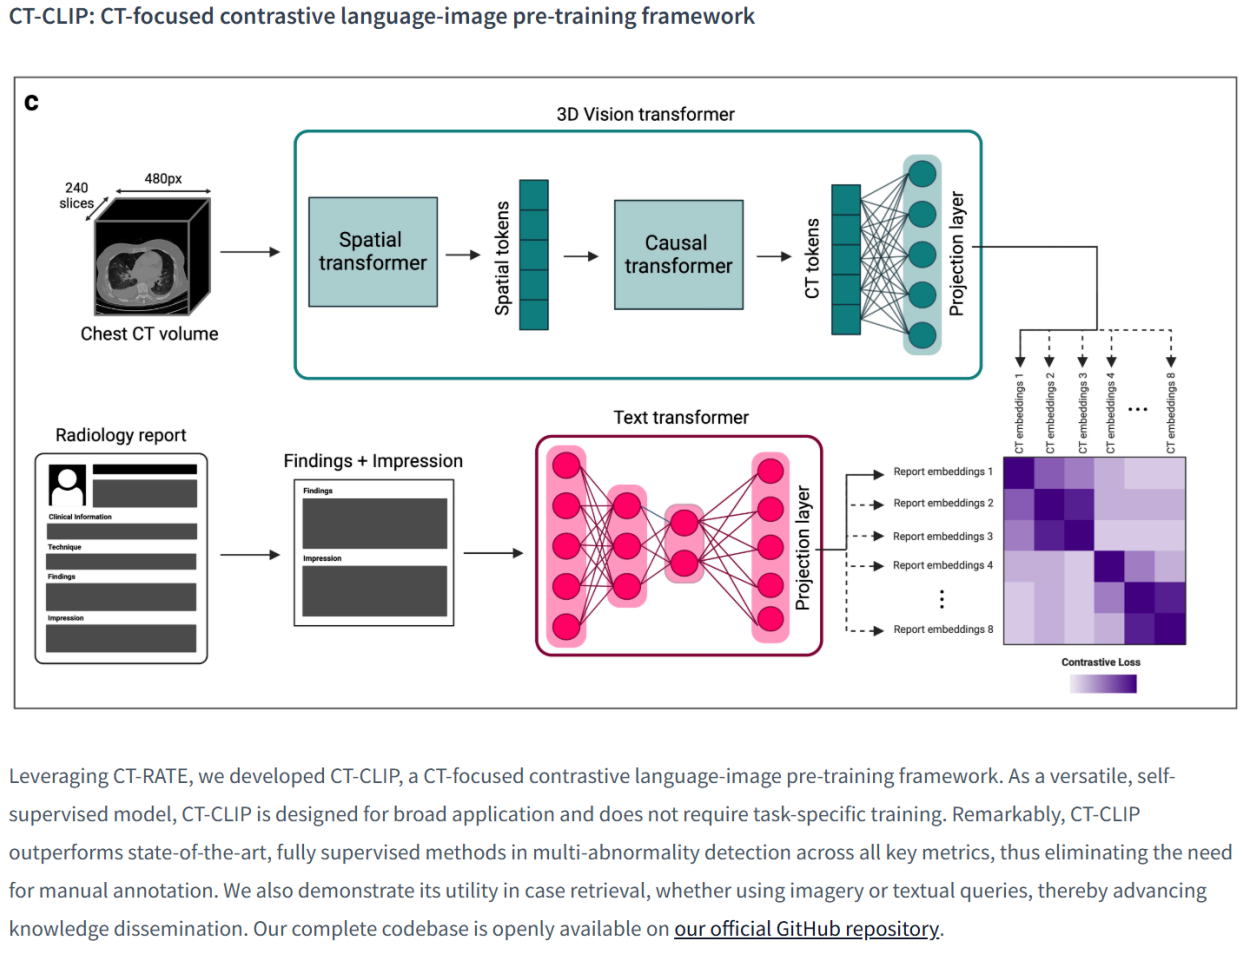 CT-CLIP: CT-focused contrastive language-image pre-training framework
c
3D Vision transformer
240
slices
480px
Chest CT volume
Spatial
transformer
Spatial tokens
Causal
transformer
CT tokens
Projection layer
CT embeddings 1
CT embeddings 2
CT embeddings 3
CT embeddings 4
...
CT embeddings 8
Radiology report
Clinical Information
Technique
Findings
Impression
Findings + Impression
Findings
Impression
Text transformer
Projection layer
Report embeddings 1
Report embeddings 2
Report embeddings 3
Report embeddings 4
⋮
Report embeddings 8
Contrastive Loss
Leveraging CT-RATE, we developed CT-CLIP, a CT-focused contrastive language-image pre-training framework. As a versatile, self-
supervised model, CT-CLIP is designed for broad application and does not require task-specific training. Remarkably, CT-CLIP
outperforms state-of-the-art, fully supervised methods in multi-abnormality detection across all key metrics, thus eliminating the need
for manual annotation. We also demonstrate its utility in case retrieval, whether using imagery or textual queries, thereby advancing
knowledge dissemination. Our complete codebase is openly available on our official GitHub repository.